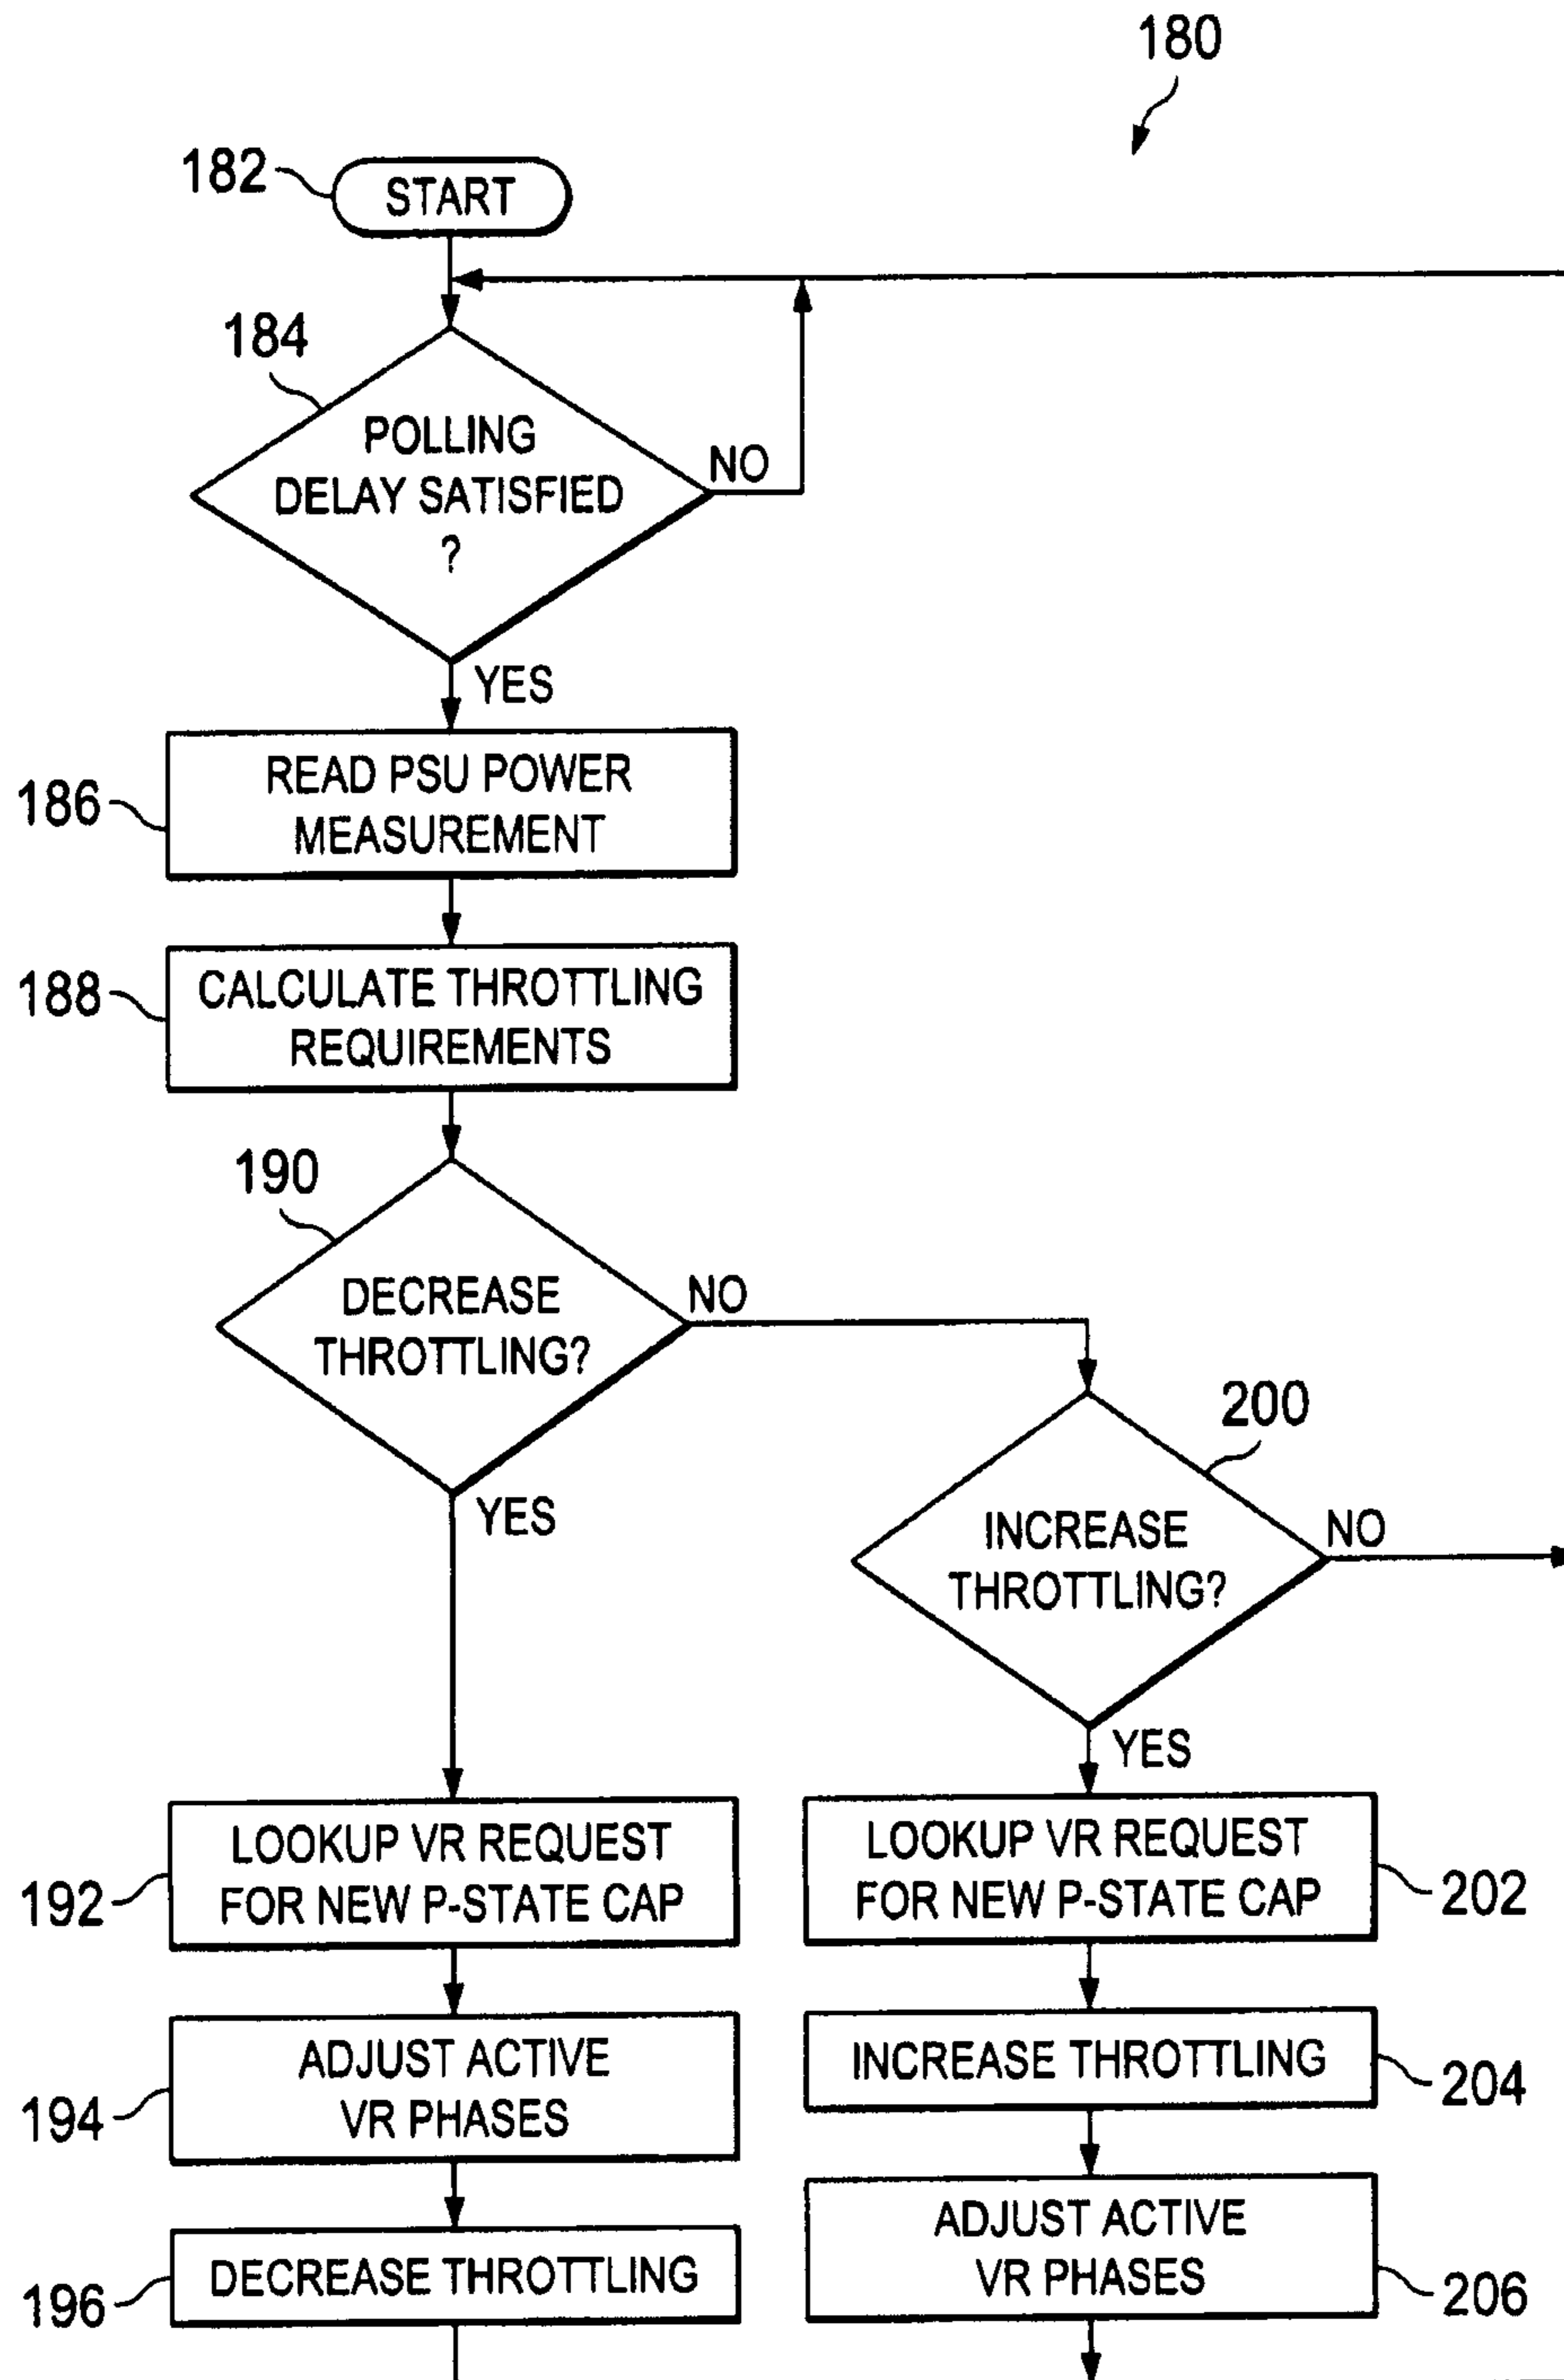 180
182
START
184
POLLING
DELAY SATISFIED
?
NO
YES
186
READ PSU POWER
MEASUREMENT
188
CALCULATE THROTTLING
REQUIREMENTS
190
DECREASE
THROTTLING?
NO
YES
200
INCREASE
THROTTLING?
NO
YES
192
LOOKUP VR REQUEST
FOR NEW P-STATE CAP
LOOKUP VR REQUEST
FOR NEW P-STATE CAP
202
194
ADJUST ACTIVE
VR PHASES
INCREASE THROTTLING
204
196
DECREASE THROTTLING
ADJUST ACTIVE
VR PHASES
206